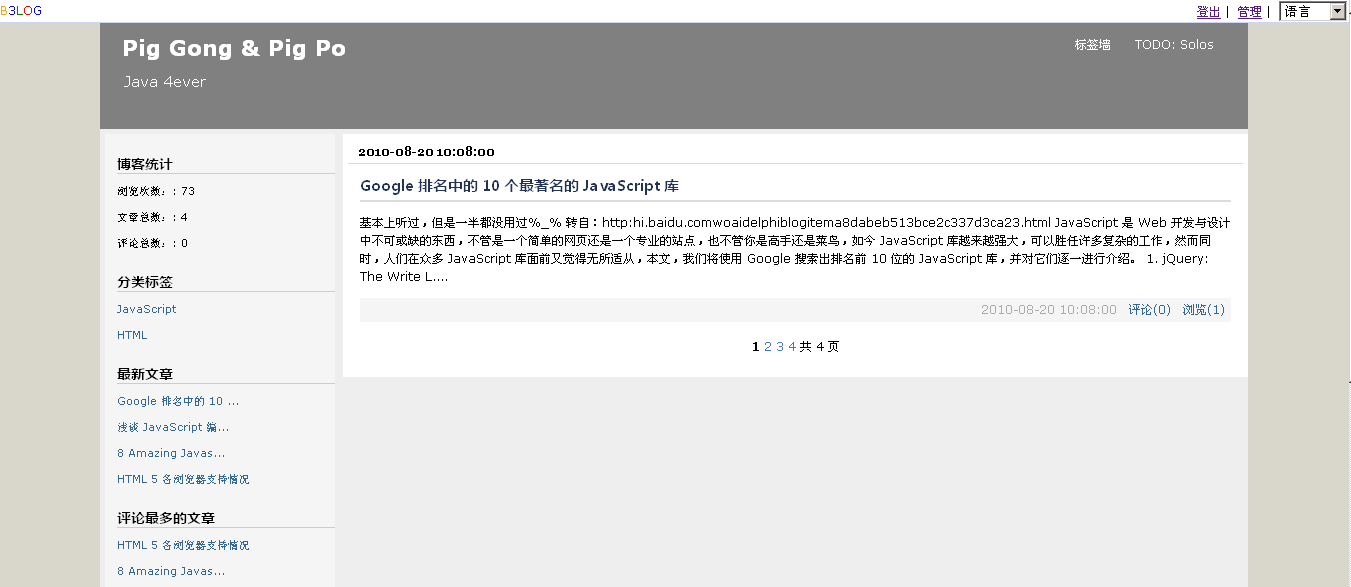 B3LOG
登出 | 管理 | 语言
Pig Gong & Pig Po
标签墙 TODO: Solos
Java 4ever
博客统计
浏览次数：: 73
文章总数：: 4
评论总数：: 0
分类标签
JavaScript
HTML
最新文章
Google 排名中的 10 ...
浅谈 JavaScript 编...
8 Amazing Javas...
HTML 5 各浏览器支持情况
评论最多的文章
HTML 5 各浏览器支持情况
8 Amazing Javas...
2010-08-20 10:08:00
Google 排名中的 10 个最著名的 JavaScript 库
基本上听过，但是一半都没用过%_% 转自：http:hi.baidu.comwoaidelphiblogitema8dabeb513bce2c337d3ca23.html JavaScript 是 Web 开发与设计
中不可或缺的东西，不管是一个简单的网页还是一个专业的站点，也不管你是高手还是菜鸟，如今 JavaScript 库越来越强大，可以胜任许多复杂的工作，然而同
时，人们在众多 JavaScript 库面前又觉得无所适从，本文，我们将使用 Google 搜索出排名前 10 位的 JavaScript 库，并对它们逐一进行介绍。 1. jQuery:
The Write L....
2010-08-20 10:08:00 评论(0) 浏览(1)
1 2 3 4 共 4 页